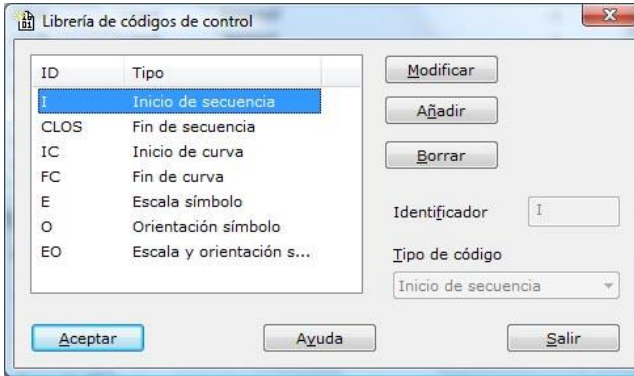 Librería de códigos de control
ID Tipo
I Inicio de secuencia
CLOS Fin de secuencia
IC Inicio de curva
FC Fin de curva
E Escala símbolo
O Orientación símbolo
EO Escala y orientación s...
Modificar
Añadir
Borrar
Identificador I
Tipo de código
Inicio de secuencia
Aceptar Ayuda Salir